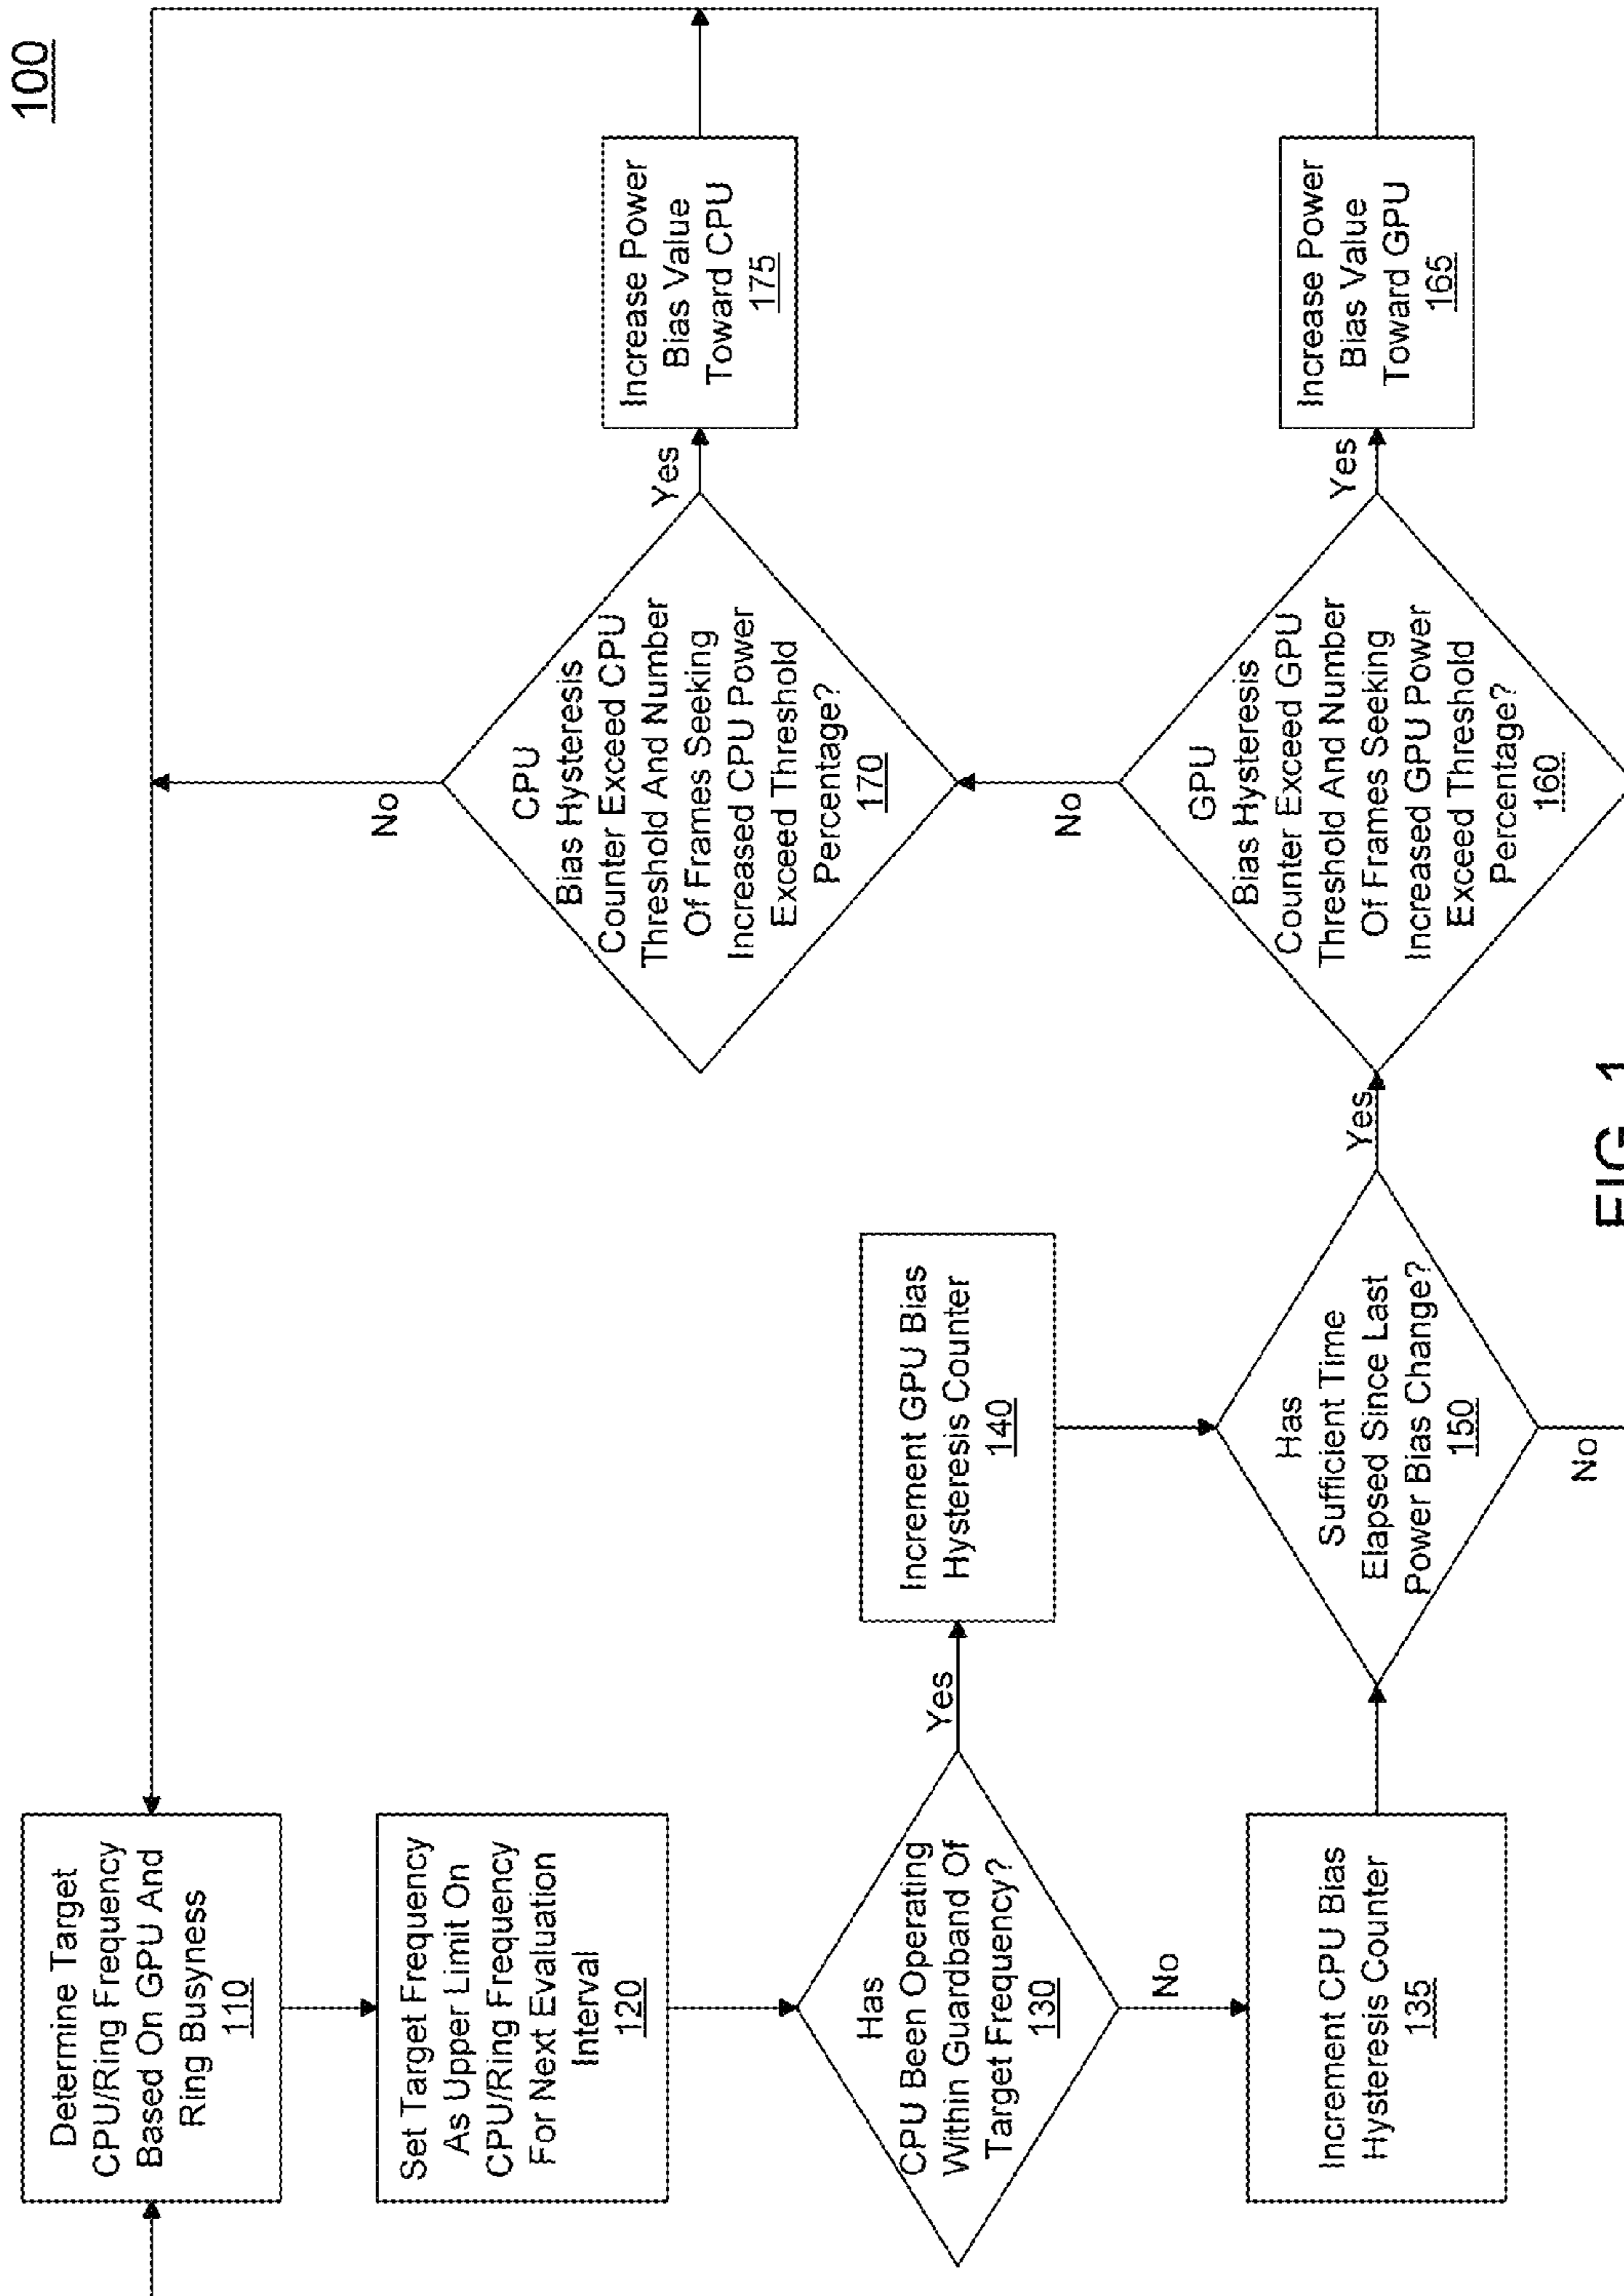 100
Determine Target
CPU/Ring Frequency
Based On GPU And
Ring Busyness
110
Set Target Frequency
As Upper Limit On
CPU/Ring Frequency
For Next Evaluation
Interval
120
Has
CPU Been Operating
Within Guardband Of
Target Frequency?
130
Yes
No
Increment GPU Bias
Hysteresis Counter
140
Increment CPU Bias
Hysteresis Counter
135
Has
Sufficient Time
Elapsed Since Last
Power Bias Change?
150
Yes
No
GPU
Bias Hysteresis
Counter Exceed GPU
Threshold And Number
Of Frames Seeking
Increased GPU Power
Exceed Threshold
Percentage?
160
Yes
No
Increase Power
Bias Value
Toward GPU
165
CPU
Bias Hysteresis
Counter Exceed CPU
Threshold And Number
Of Frames Seeking
Increased CPU Power
Exceed Threshold
Percentage?
170
Yes
No
Increase Power
Bias Value
Toward CPU
175
FIG. 1